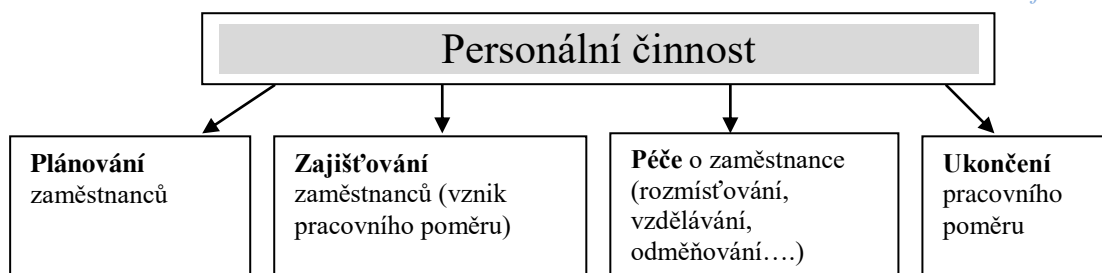 Personální činnost
Plánování
zaměstnanců
Zajišťování
zaměstnanců (vznik
pracovního poměru)
Péče o zaměstnance
(rozmísťování,
vzdělávání,
odměňování….)
Ukončení
pracovního
poměru